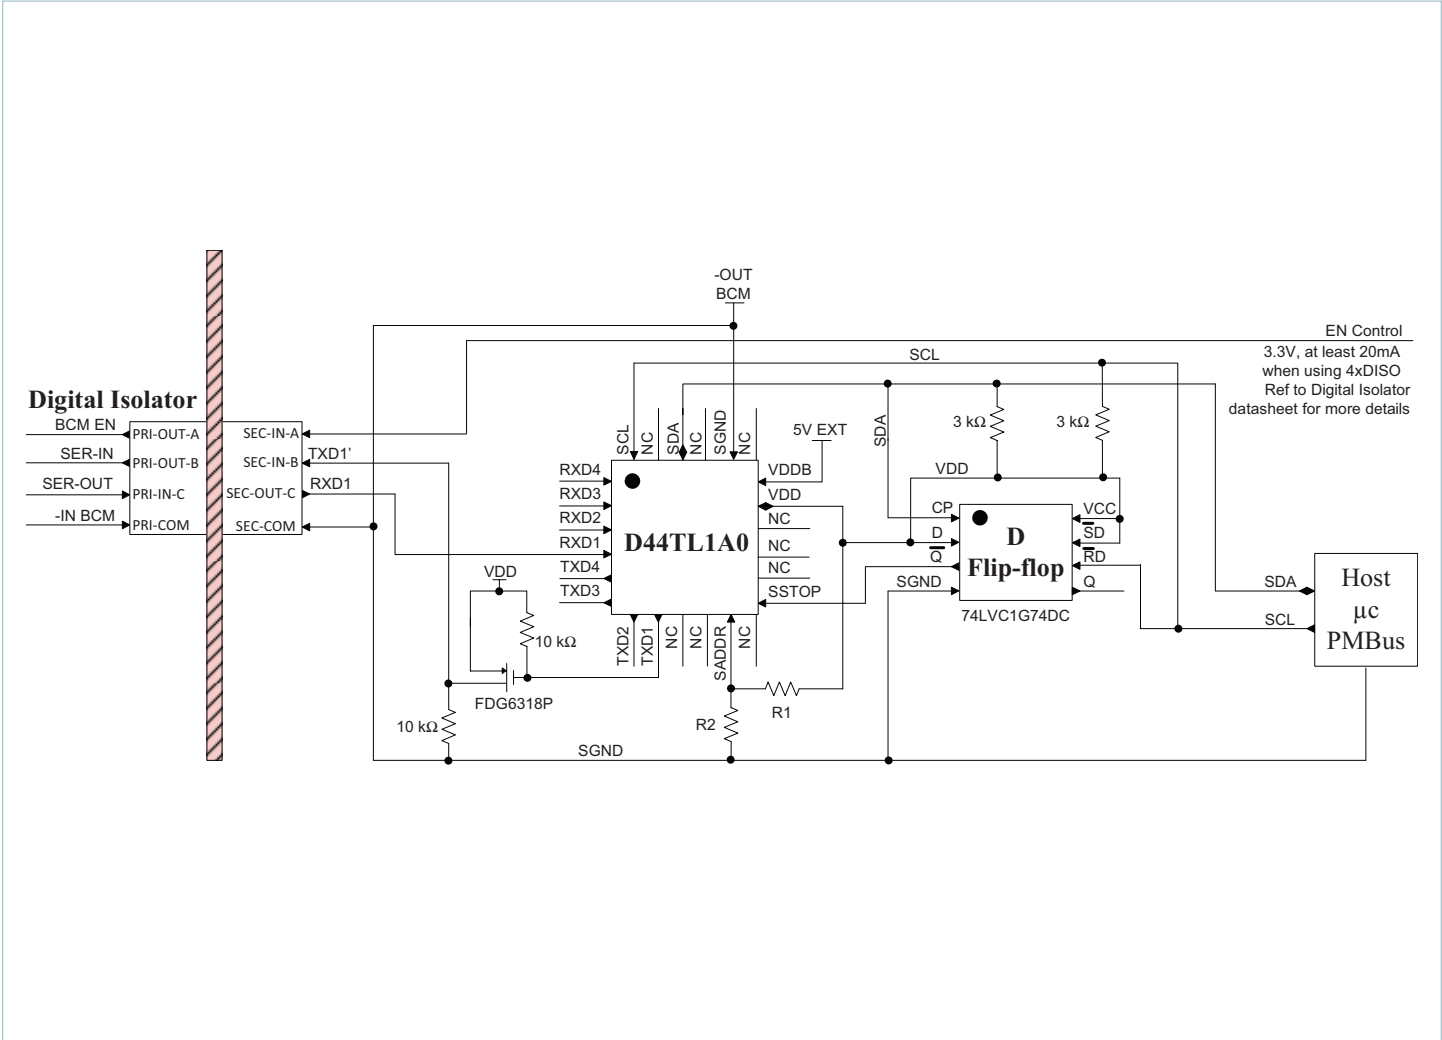 -OUT
BCM
EN Control
3.3V, at least 20mA
when using 4xDISO
Ref to Digital Isolator
datasheet for more details
SCL
Digital Isolator
BCM EN
SER-IN
SER-OUT
-IN BCM
PRI-OUT-A
PRI-OUT-B
PRI-IN-C
PRI-COM
SEC-IN-A
SEC-IN-B
SEC-OUT-C
SEC-COM
TXD1'
RXD1
VDD
10 kΩ
FDG6318P
10 kΩ
SGND
SCL
NC
SDA
NC
SGND
NC
RXD4
RXD3
RXD2
RXD1
TXD4
TXD3
D44TL1A0
5V EXT
VDDB
VDD
NC
NC
NC
SSTOP
TXD2
TXD1
NC
NC
SADDR
NC
R1
R2
SDA
3 kΩ
3 kΩ
VDD
CP
D
Q
SGND
D
Flip-flop
VCC
SD
RD
Q
74LVC1G74DC
SDA
SCL
Host
µc
PMBus